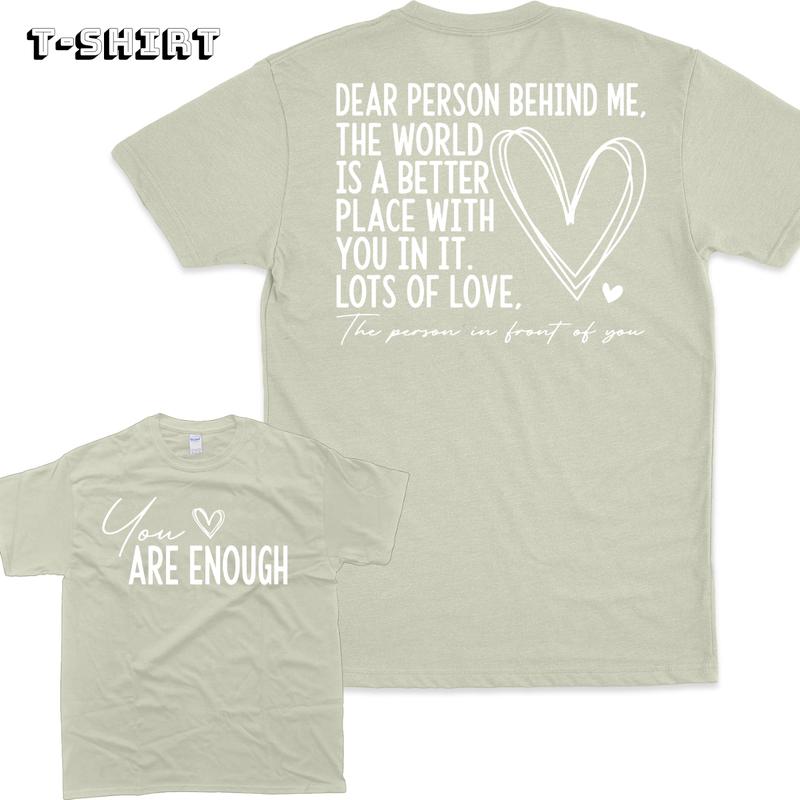 T-SHIRT
DEAR PERSON BEHIND ME,
THE WORLD
IS A BETTER
PLACE WITH
YOU IN IT.
LOTS OF LOVE,
The person in front of you
You
ARE ENOUGH